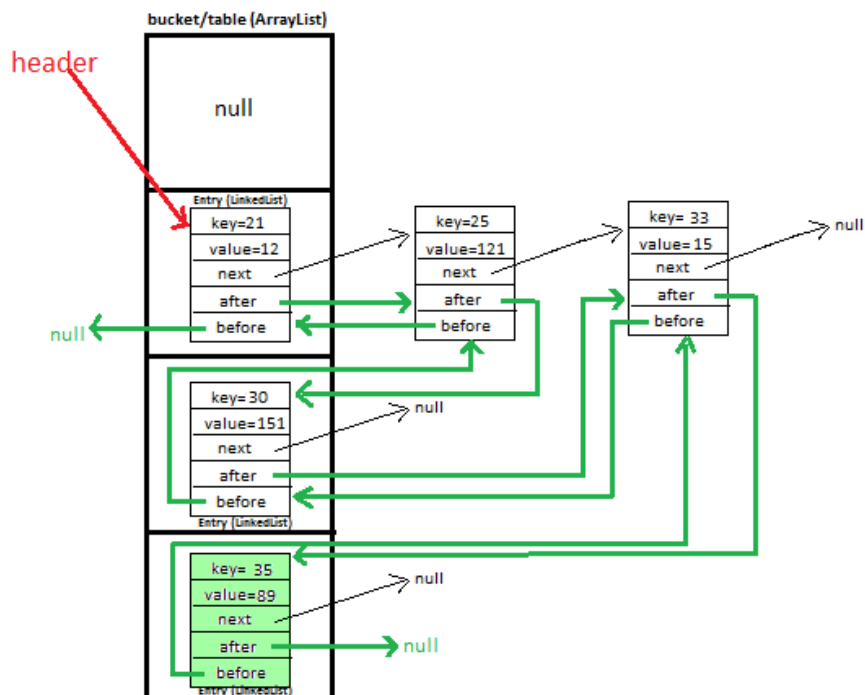 bucket/table (ArrayList)
header
null
Entry (LinkedList)
key=21
value=12
next
after
before
null
key=25
value=121
next
after
before
key= 33
value= 15
next
after
before
null
key= 30
value=151
next
after
before
Entry (LinkedList)
null
key= 35
value=89
next
after
before
Entry (LinkedList)
null
null